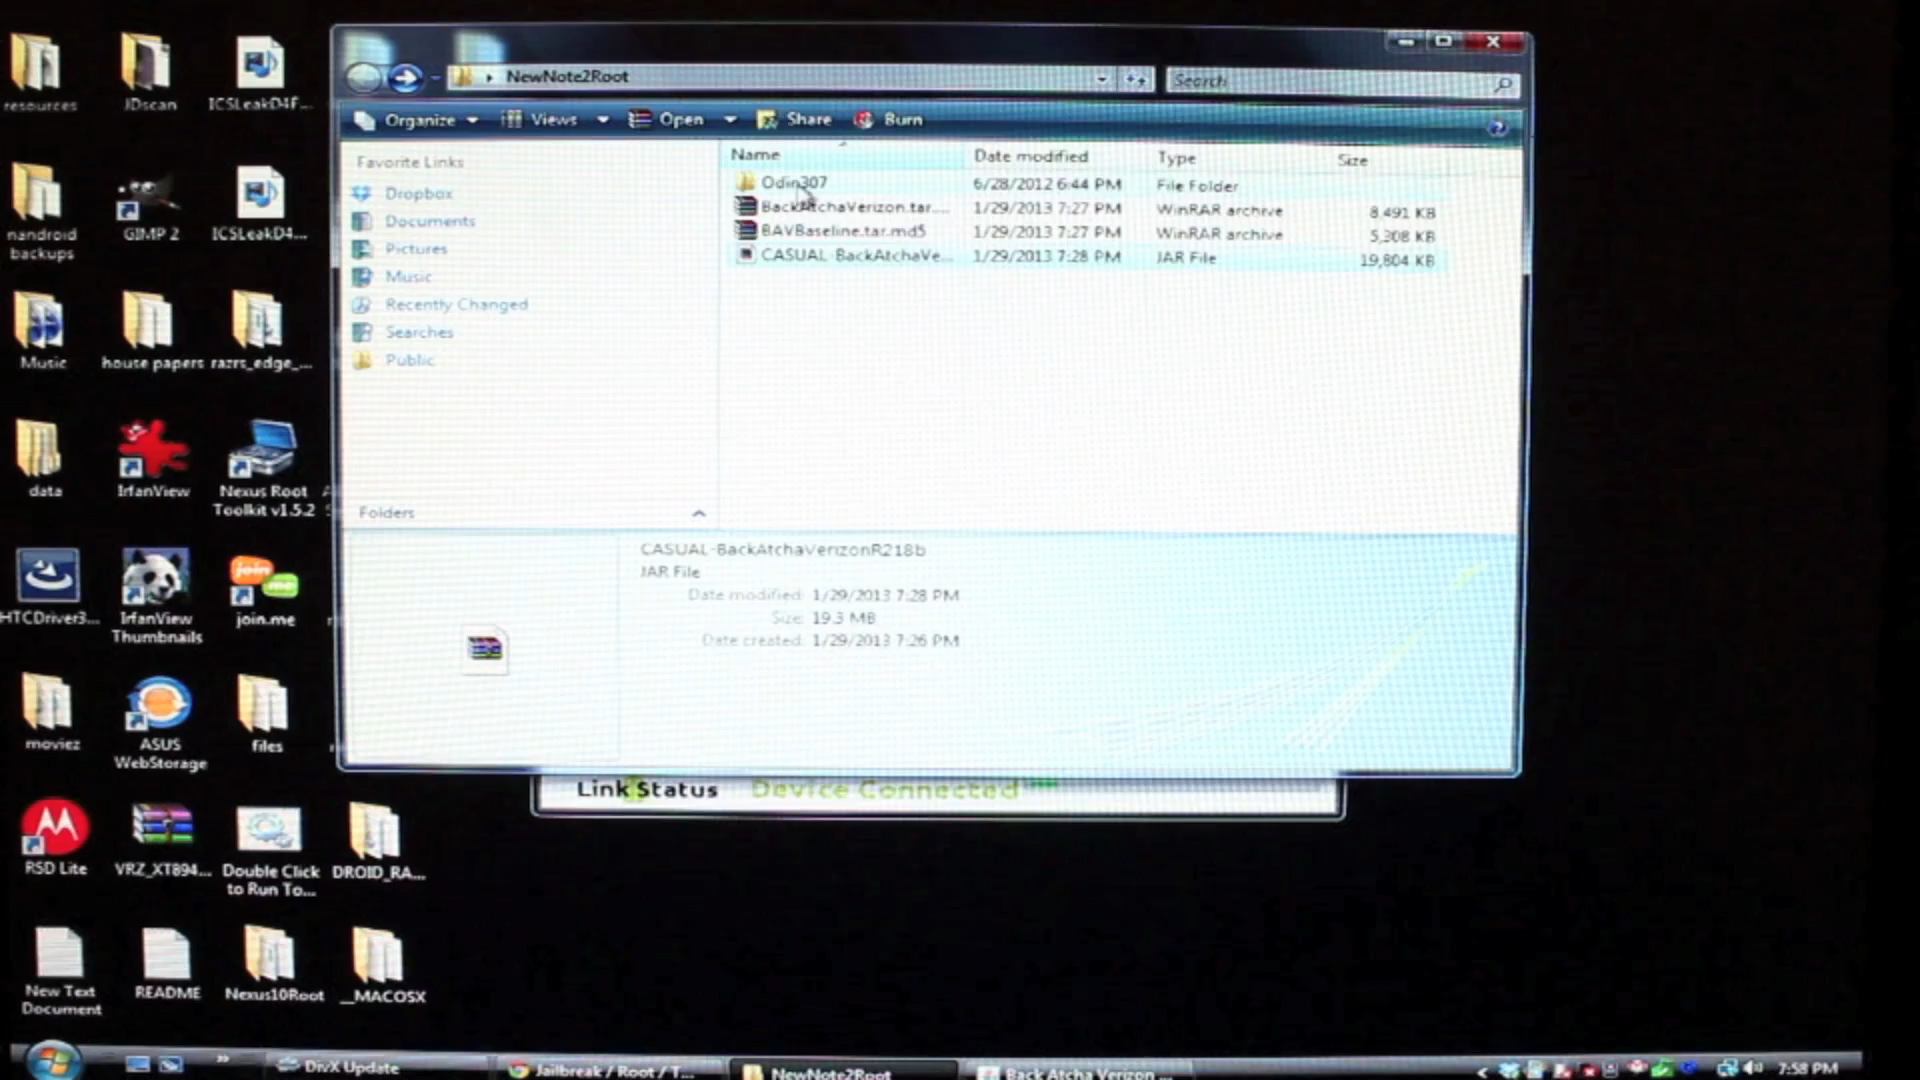 NewNote2Root
Search
Organize Views Open Share Burn
Favorite Links
Dropbox
Documents
Pictures
Music
Recently Changed
Searches
Public
Folders
Name Date modified Type Size
Odin307 6/28/2012 6:44 PM File Folder
BackAtchaVerizon.tar.... 1/29/2013 7:27 PM WinRAR archive 8,491 KB
BAVBaseline.tar.md5 1/29/2013 7:27 PM WinRAR archive 5,308 KB
CASUAL-BackAtchaVe... 1/29/2013 7:28 PM JAR File 19,804 KB
CASUAL-BackAtchaVerizonR218b
JAR File
Date modified: 1/29/2013 7:28 PM
Size: 19.3 MB
Date created: 1/29/2013 7:26 PM
Link Status Device Connected
resources JDscan ICSLeakD4F...
nandroid
backups
GIMP 2
ICSLeakD4...
Music house papers razrs_edge_...
data IrfanView
Nexus Root
Toolkit v1.5.2
HTCDriver3...
IrfanView
Thumbnails
join.me
moviez
ASUS
WebStorage
files
RSD Lite VRZ_XT894...
Double Click
to Run To...
DROID_RA...
New Text
Document
README Nexus10Root __MACOSX
DivX Update Jailbreak / Root / T... NewNote2Root Back Atcha Verizon ... 7:58 PM